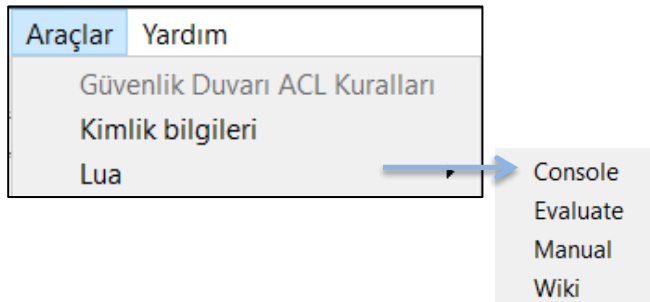 Araçlar Yardım
Güvenlik Duvarı ACL Kuralları
Kimlik bilgileri
Lua
Console
Evaluate
Manual
Wiki